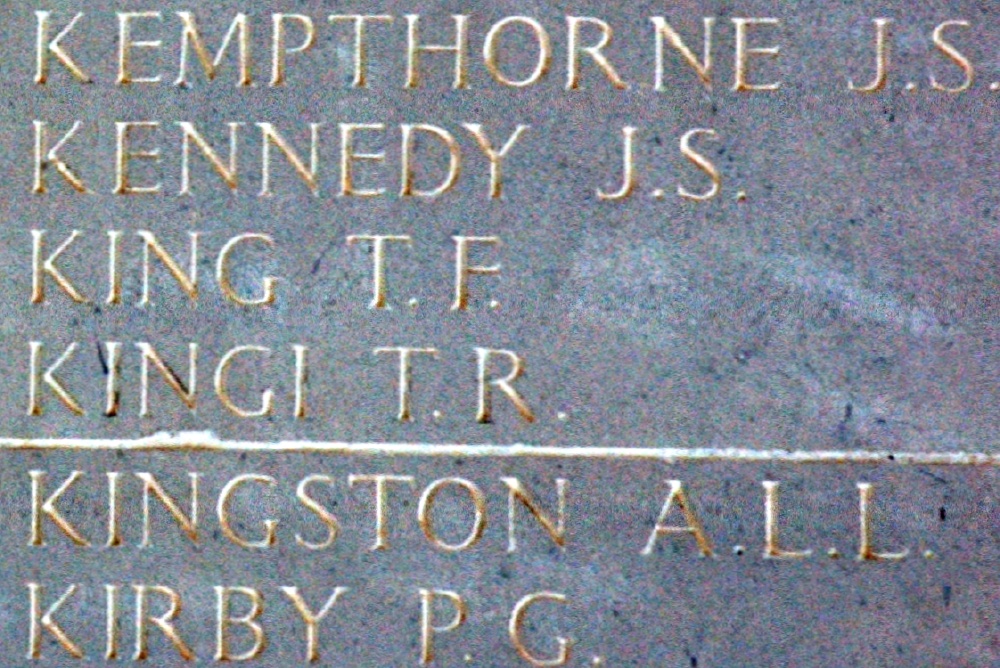 KEMPTHORNE J.S.
KENNEDY J.S.
KING T.F.
KINGI T.R.
KINGSTON A.L.L.
KIRBY P.G.